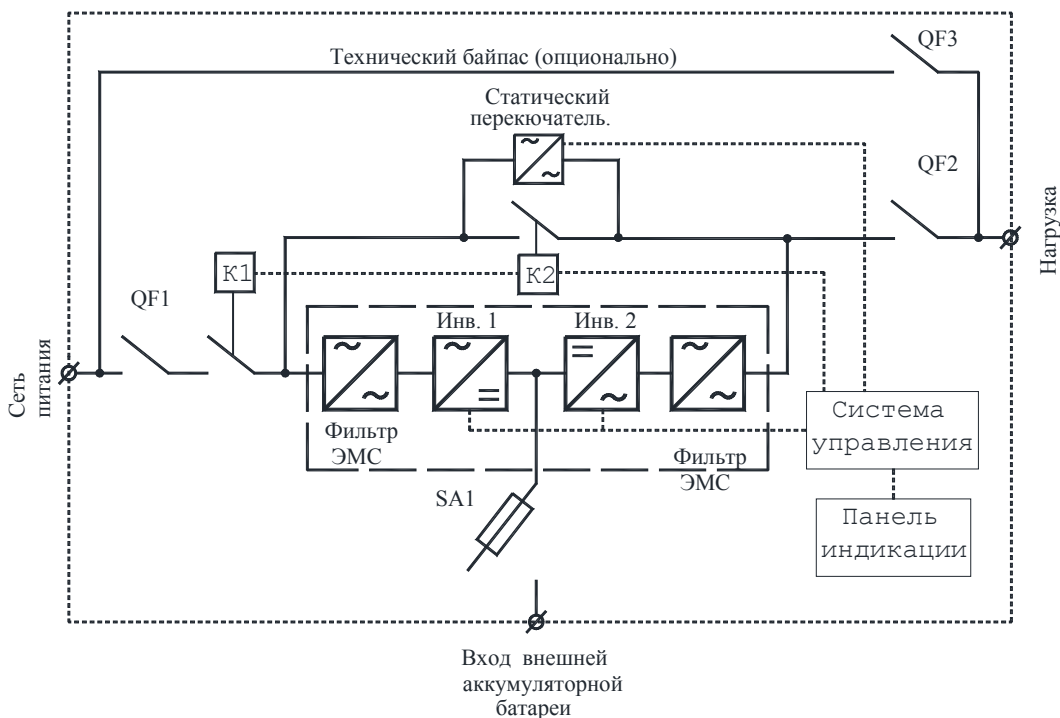 QF3
Технический байпас (опционально)
Статический
перекючатель.
QF2
Нагрузка
К1
К2
QF1
Инв. 1
Инв. 2
Сеть
питания
Фильтр
ЭМС
Фильтр
ЭМС
Система
управления
SA1
Панель
индикации
Вход внешней
аккумуляторной
батареи